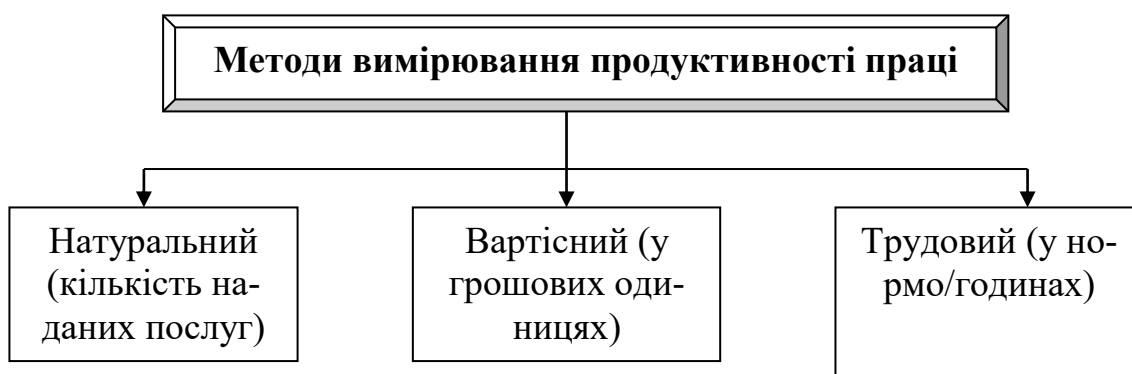 Методи вимірювання продуктивності праці
Натуральний
(кількість на-
даних послуг)
Вартісний (у
грошових оди-
ницях)
Трудовий (у но-
рмо/годинах)